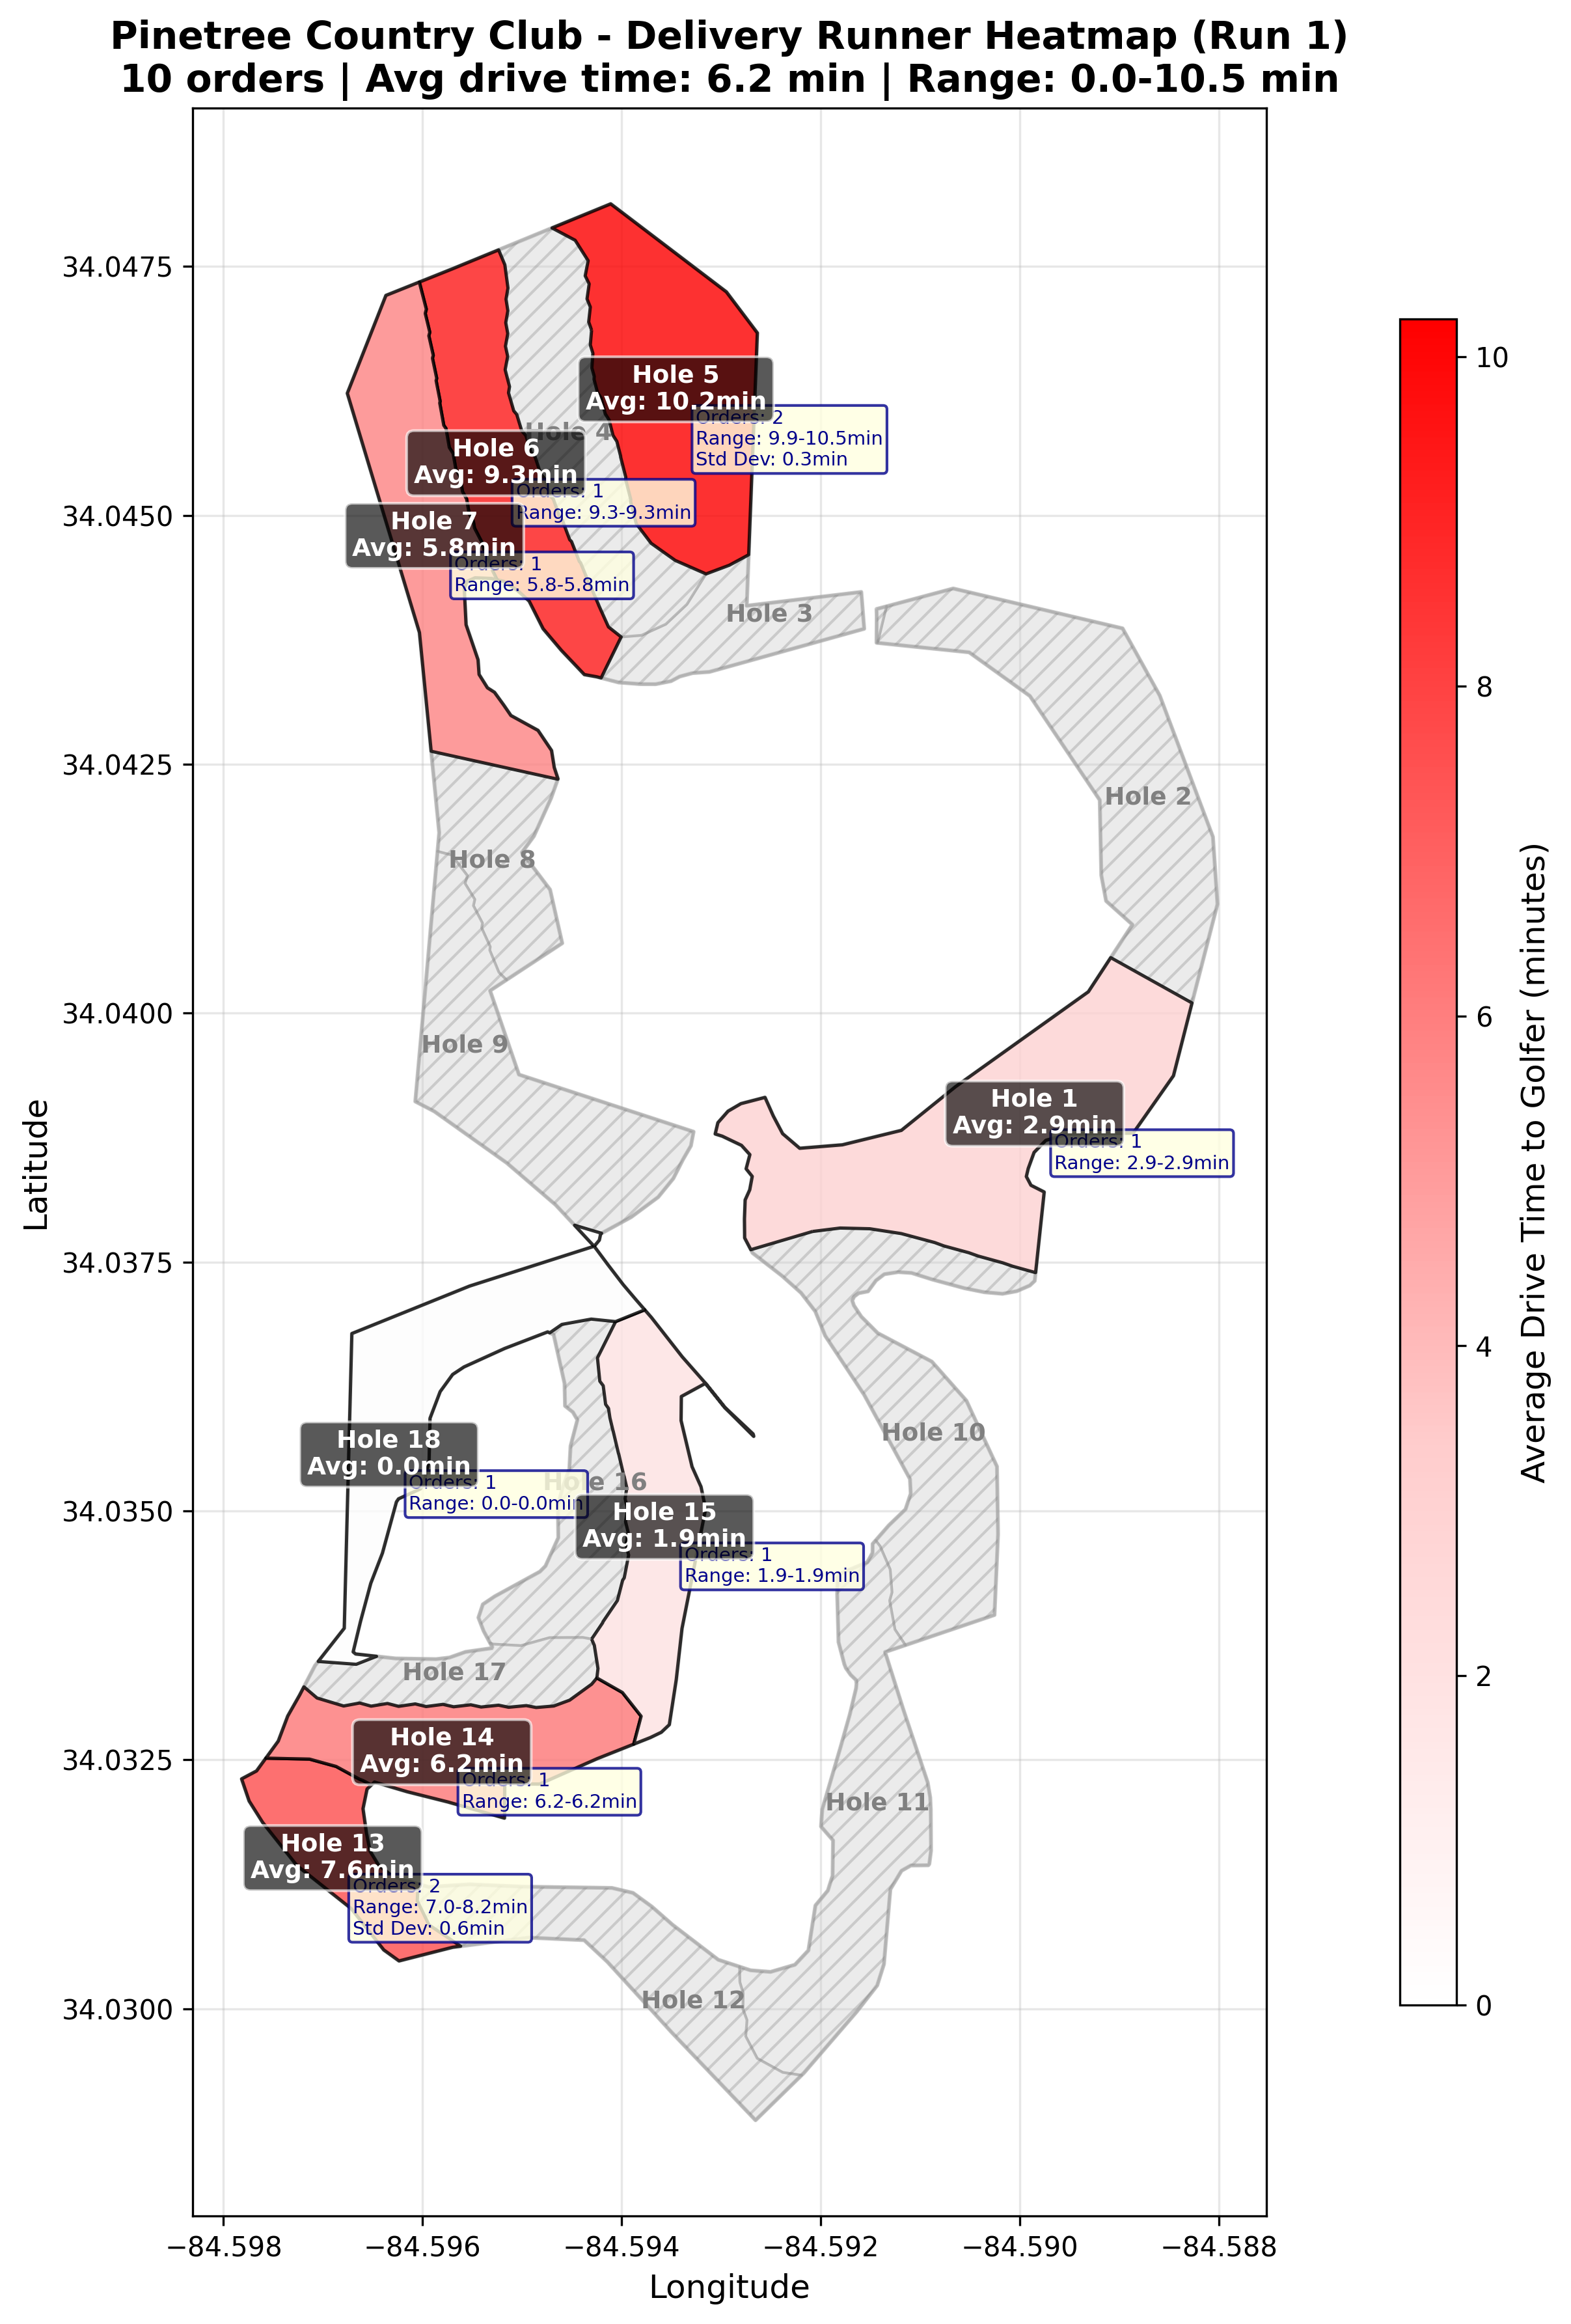 Pinetree Country Club - Delivery Runner Heatmap (Run 1)
10 orders | Avg drive time: 6.2 min | Range: 0.0-10.5 min
34.0475
34.0450
34.0425
34.0400
34.0375
34.0350
34.0325
34.0300
Latitude
−84.598
−84.596
−84.594
−84.592
−84.590
−84.588
Longitude
Hole 5
Avg: 10.2min
Orders: 2
Range: 9.9-10.5min
Std Dev: 0.3min
Hole 4
Hole 6
Avg: 9.3min
Orders: 1
Range: 9.3-9.3min
Hole 7
Avg: 5.8min
Orders: 1
Range: 5.8-5.8min
Hole 3
Hole 2
Hole 8
Hole 9
Hole 1
Avg: 2.9min
Orders: 1
Range: 2.9-2.9min
Hole 10
Hole 18
Avg: 0.0min
Orders: 1
Range: 0.0-0.0min
Hole 16
Hole 15
Avg: 1.9min
Orders: 1
Range: 1.9-1.9min
Hole 17
Hole 14
Avg: 6.2min
Orders: 1
Range: 6.2-6.2min
Hole 11
Hole 13
Avg: 7.6min
Orders: 2
Range: 7.0-8.2min
Std Dev: 0.6min
Hole 12
10
8
6
4
2
0
Average Drive Time to Golfer (minutes)